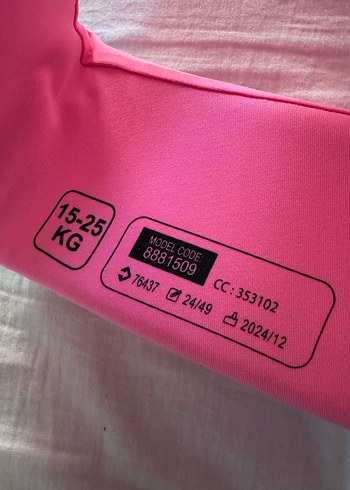 15-25
KG
MODEL CODE:
8881509
CC : 353102
76437 24/49 2024/12